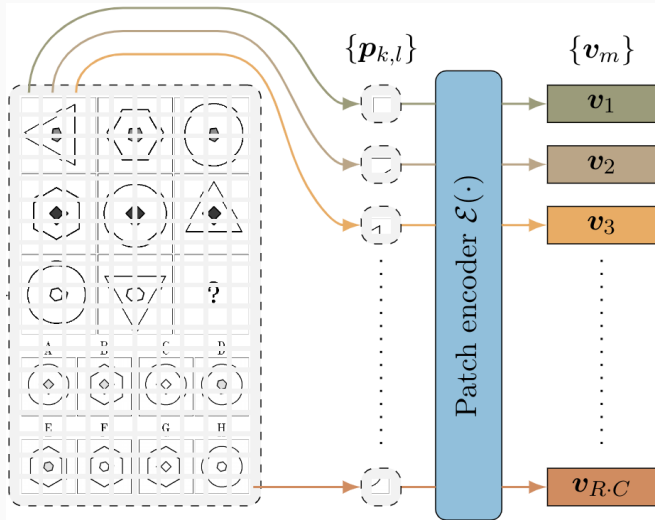 {p_{k,l}} {v_m}
v_1
v_2
v_3
Patch encoder ℰ(·)
?
A B C D
E F G H
v_{R·C}